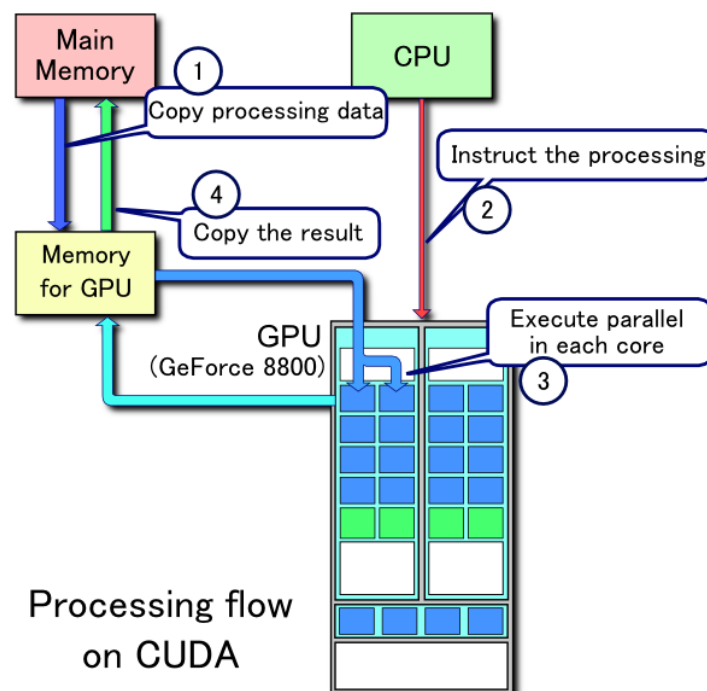 Main
Memory
CPU
1
Copy processing data
Instruct the processing
2
4
Copy the result
Memory
for GPU
GPU
(GeForce 8800)
Execute parallel
in each core
3
Processing flow
on CUDA